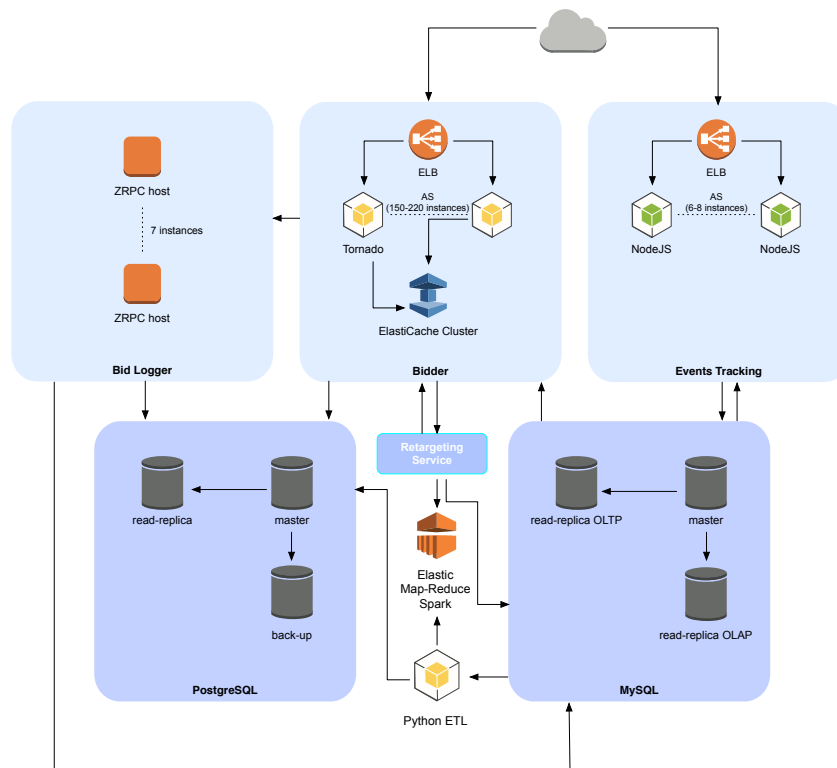 ELB
ELB
ZRPC host
7 instances
ZRPC host
AS
(150-220 instances)
Tornado
ElastiCache Cluster
AS
(6-8 instances)
NodeJS
NodeJS
Bid Logger
Bidder
Events Tracking
Retargeting
Service
read-replica
master
back-up
PostgreSQL
Elastic
Map-Reduce
Spark
Python ETL
read-replica OLTP
master
read-replica OLAP
MySQL